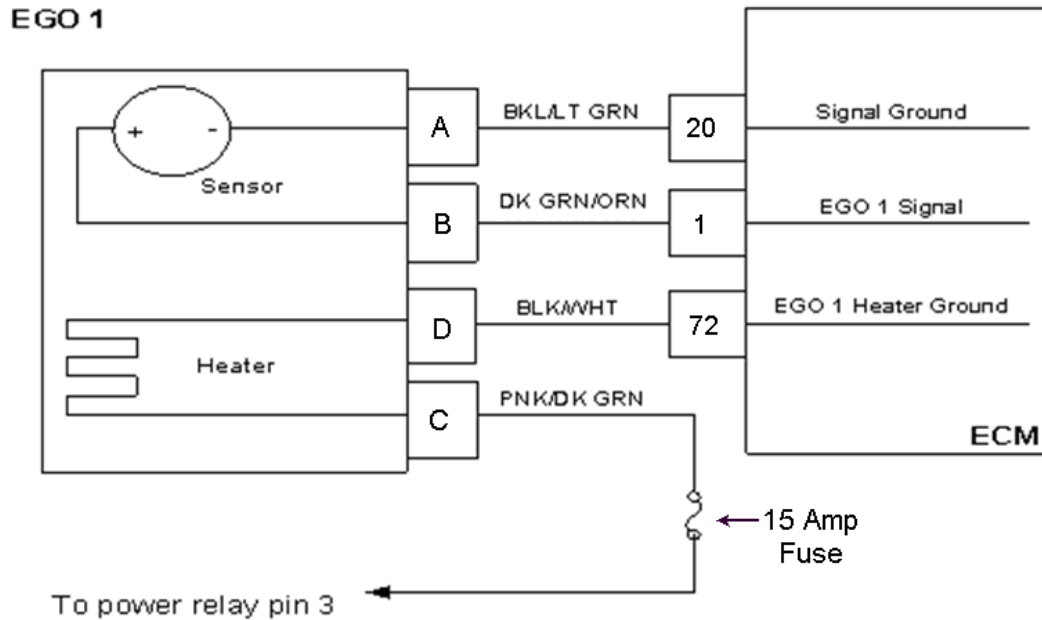 EGO 1
+ -
Sensor
Heater
A
BKL/LT GRN
20
Signal Ground
B
DK GRN/ORN
1
EGO 1 Signal
D
BLK/WHT
72
EGO 1 Heater Ground
C
PNK/DK GRN
ECM
15 Amp
Fuse
To power relay pin 3